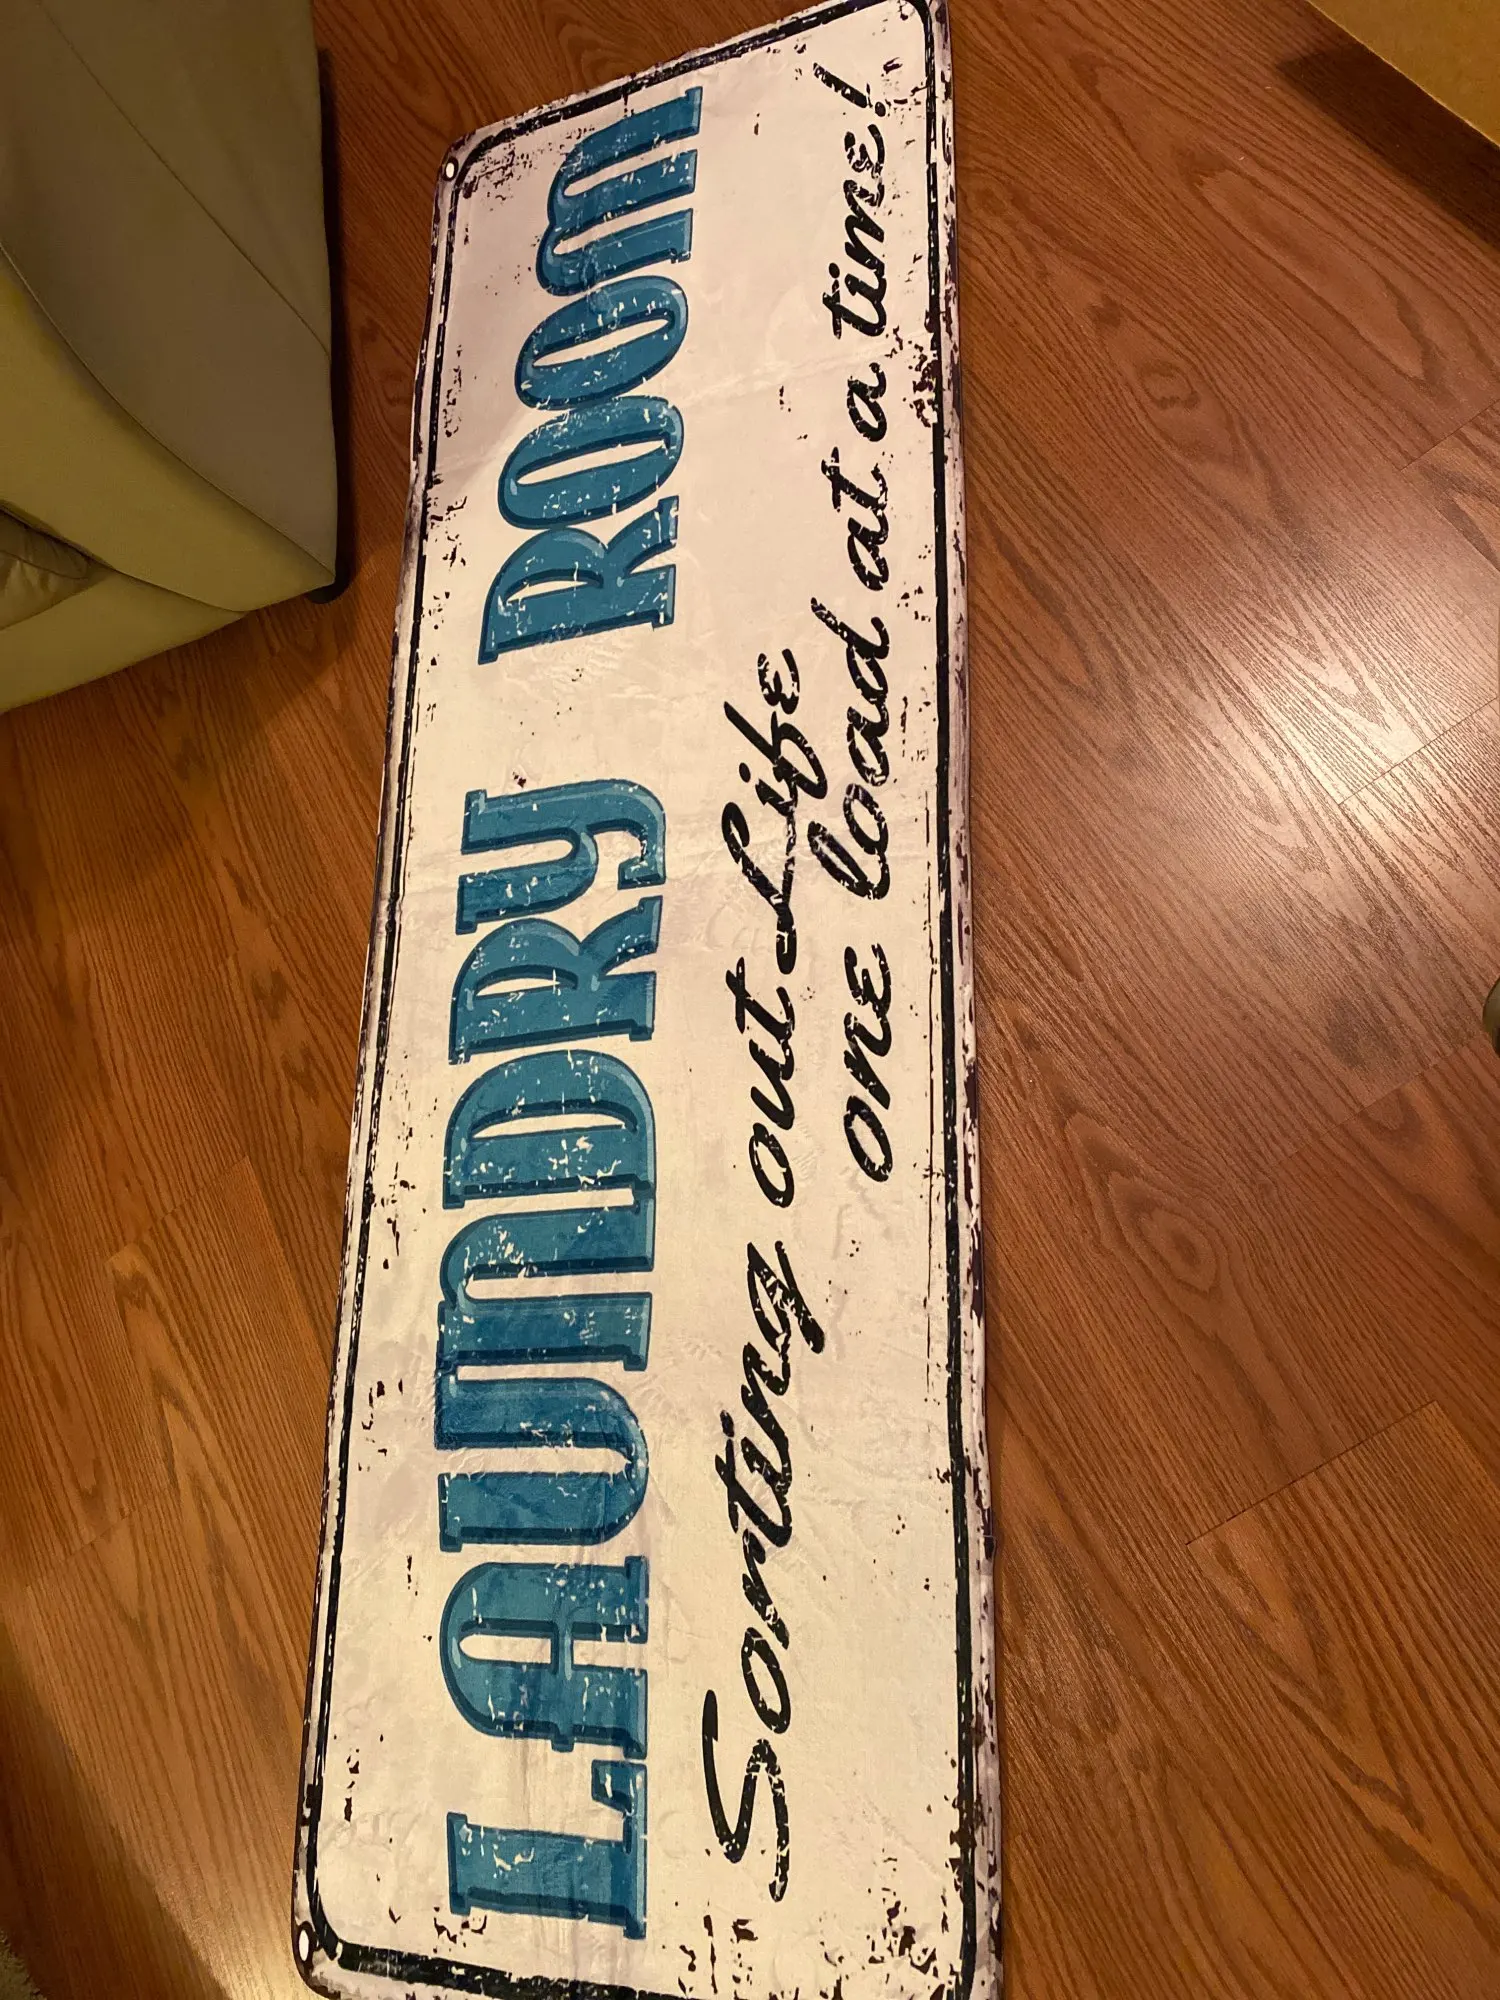 LAUNDRY ROOM
Sorting out Life
one load at a time!